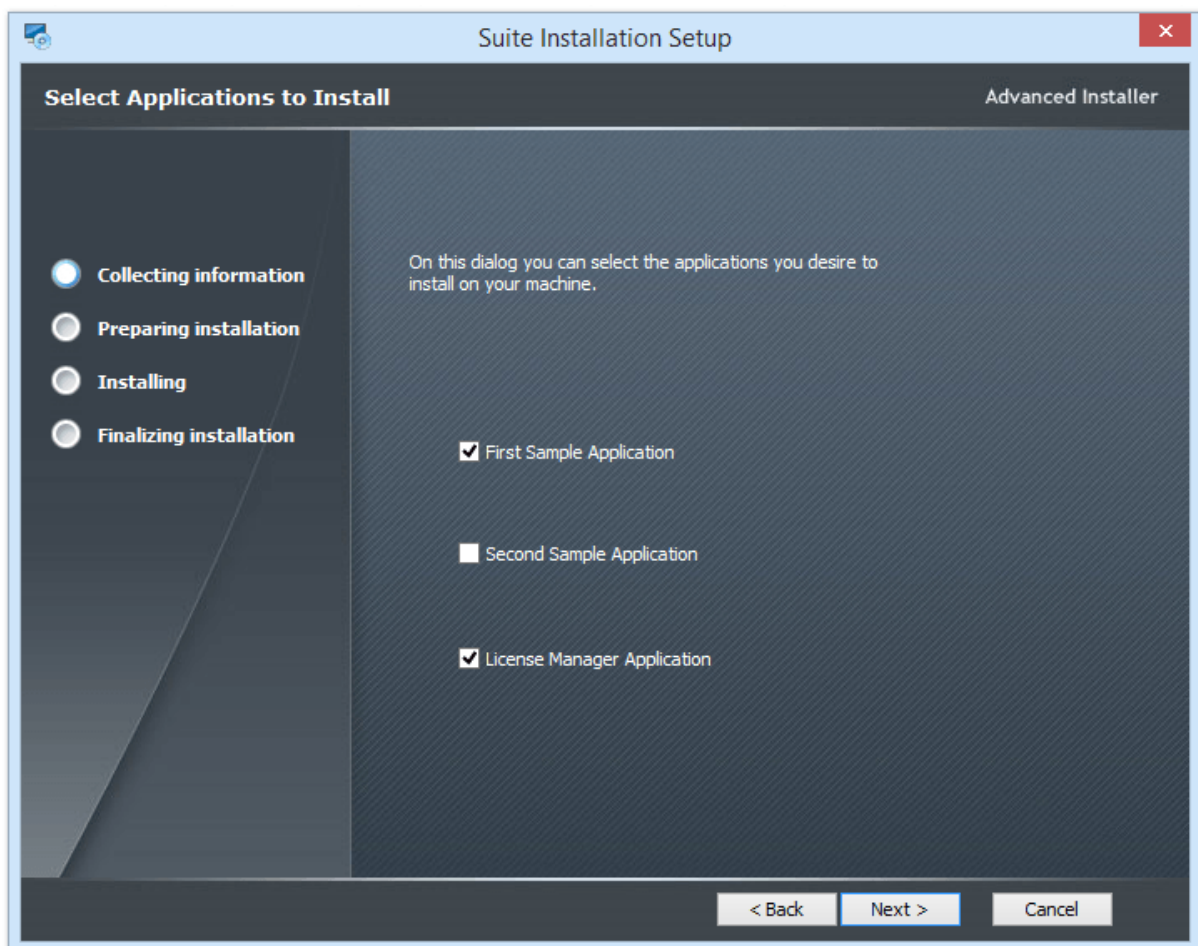 Suite Installation Setup
Select Applications to Install
Advanced Installer
Collecting information
Preparing installation
Installing
Finalizing installation
On this dialog you can select the applications you desire to
install on your machine.
First Sample Application
Second Sample Application
License Manager Application
< Back
Next >
Cancel